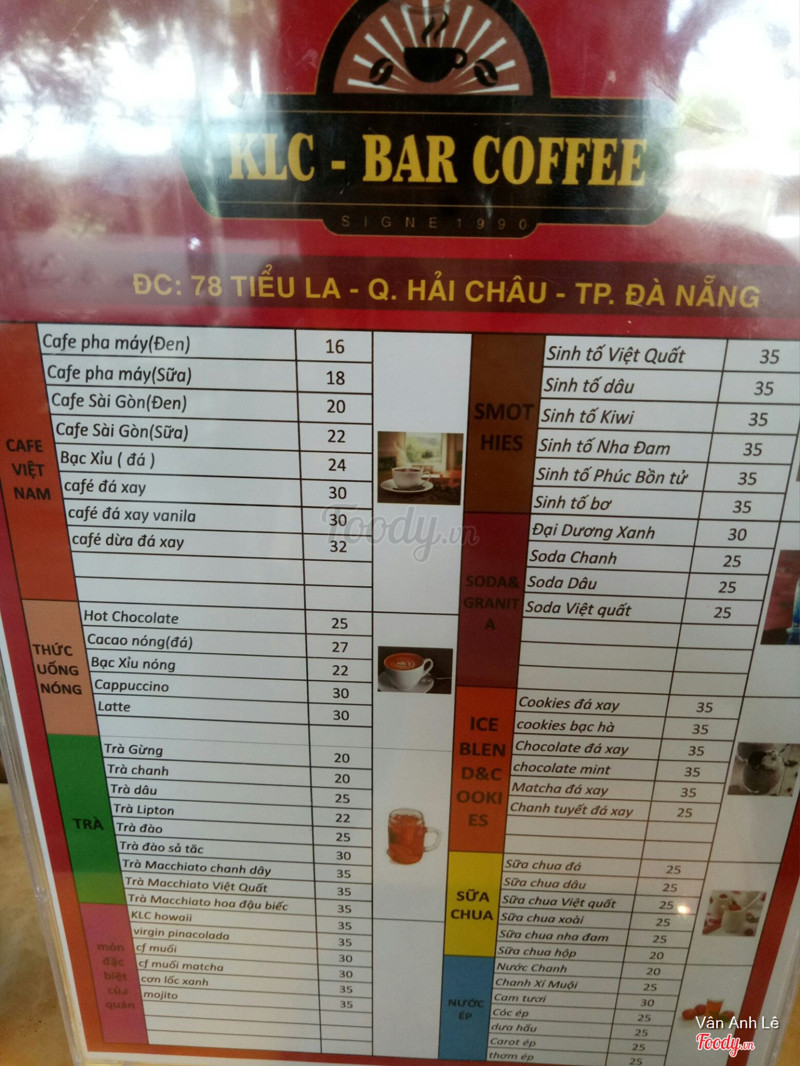 KLC - BAR COFFEE
SIGNE 1990
ĐC: 78 TIỂU LA - Q. HẢI CHÂU - TP. ĐÀ NẴNG
CAFE
VIỆT
NAM
Cafe pha máy(Đen) 16
Cafe pha máy(Sữa) 18
Cafe Sài Gòn(Đen) 20
Cafe Sài Gòn(Sữa) 22
Bạc Xỉu ( đá ) 24
café đá xay 30
café đá xay vanila 30
café dừa đá xay 32
THỨC
UỐNG
NÓNG
Hot Chocolate 25
Cacao nóng(đá) 27
Bạc Xỉu nóng 22
Cappuccino 30
Latte 30
TRÀ
Trà Gừng 20
Trà chanh 20
Trà dâu 25
Trà Lipton 22
Trà đào 25
Trà đào sả tăc 30
Trà Macchiato chanh dây 35
Trà Macchiato Việt Quất 35
Trà Macchiato hoa đậu biếc 35
món
đặc
biệt
của
quán
KLC howaii 35
virgin pinacolada 35
cf muối 30
cf muối matcha 30
cơn lốc xanh 35
mojito 35
SMOT
HIES
Sinh tố Việt Quất 35
Sinh tố dâu 35
Sinh tố Kiwi 35
Sinh tố Nha Đam 35
Sinh tố Phúc Bồn tử 35
Sinh tố bơ 35
SODA&
GRANIT
A
Đại Dương Xanh 30
Soda Chanh 25
Soda Dâu 25
Soda Việt quất 25
ICE
BLEN
D&C
OOKI
ES
Cookies đá xay 35
cookies bạc hà 35
Chocolate đá xay 35
chocolate mint 35
Matcha đá xay 35
Chanh tuyết đá xay 25
SỮA
CHUA
Sữa chua đá 25
Sữa chua dâu 25
Sữa chua Việt quất 25
Sữa chua xoài 25
Sữa chua nha đam 25
Sữa chua hộp 20
NƯỚC
ÉP
Nước Chanh 20
Chanh Xí Muội 25
Cam tươi 30
Cóc ép 25
dưa hấu 25
Carot ép 25
thơm ép 25
Foody.vn
Vân Anh Lê
Foody.vn